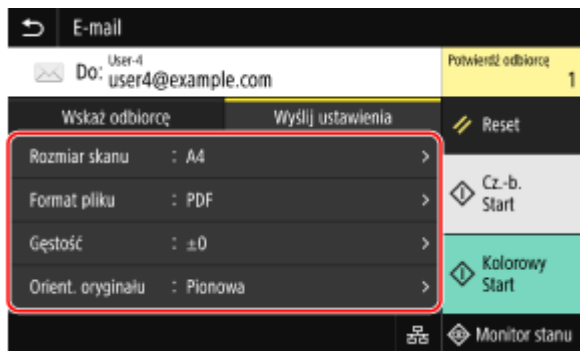 E-mail
User-4
Do: user4@example.com
Potwierdź odbiorcę
1
Wskaż odbiorcę
Wyślij ustawienia
Reset
Rozmiar skanu : A4
Format pliku : PDF
Cz.-b.
Start
Gęstość : ±0
Orient. oryginału : Pionowa
Kolorowy
Start
Monitor stanu